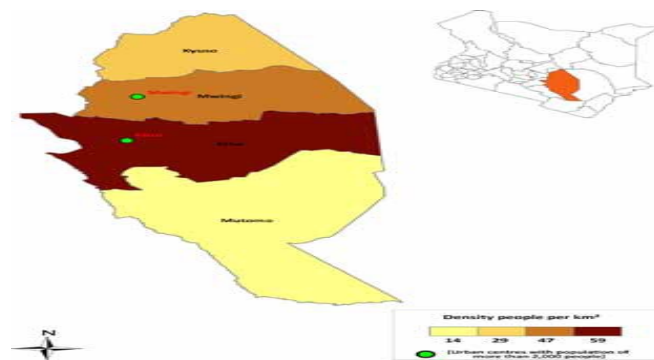 Kyuso
Mwingi
Mwingi
Kitui
Kitui
Mutomo
N
Density people per km²
14 29 47 59
(Urban centres with population of
more than 2,000 people)